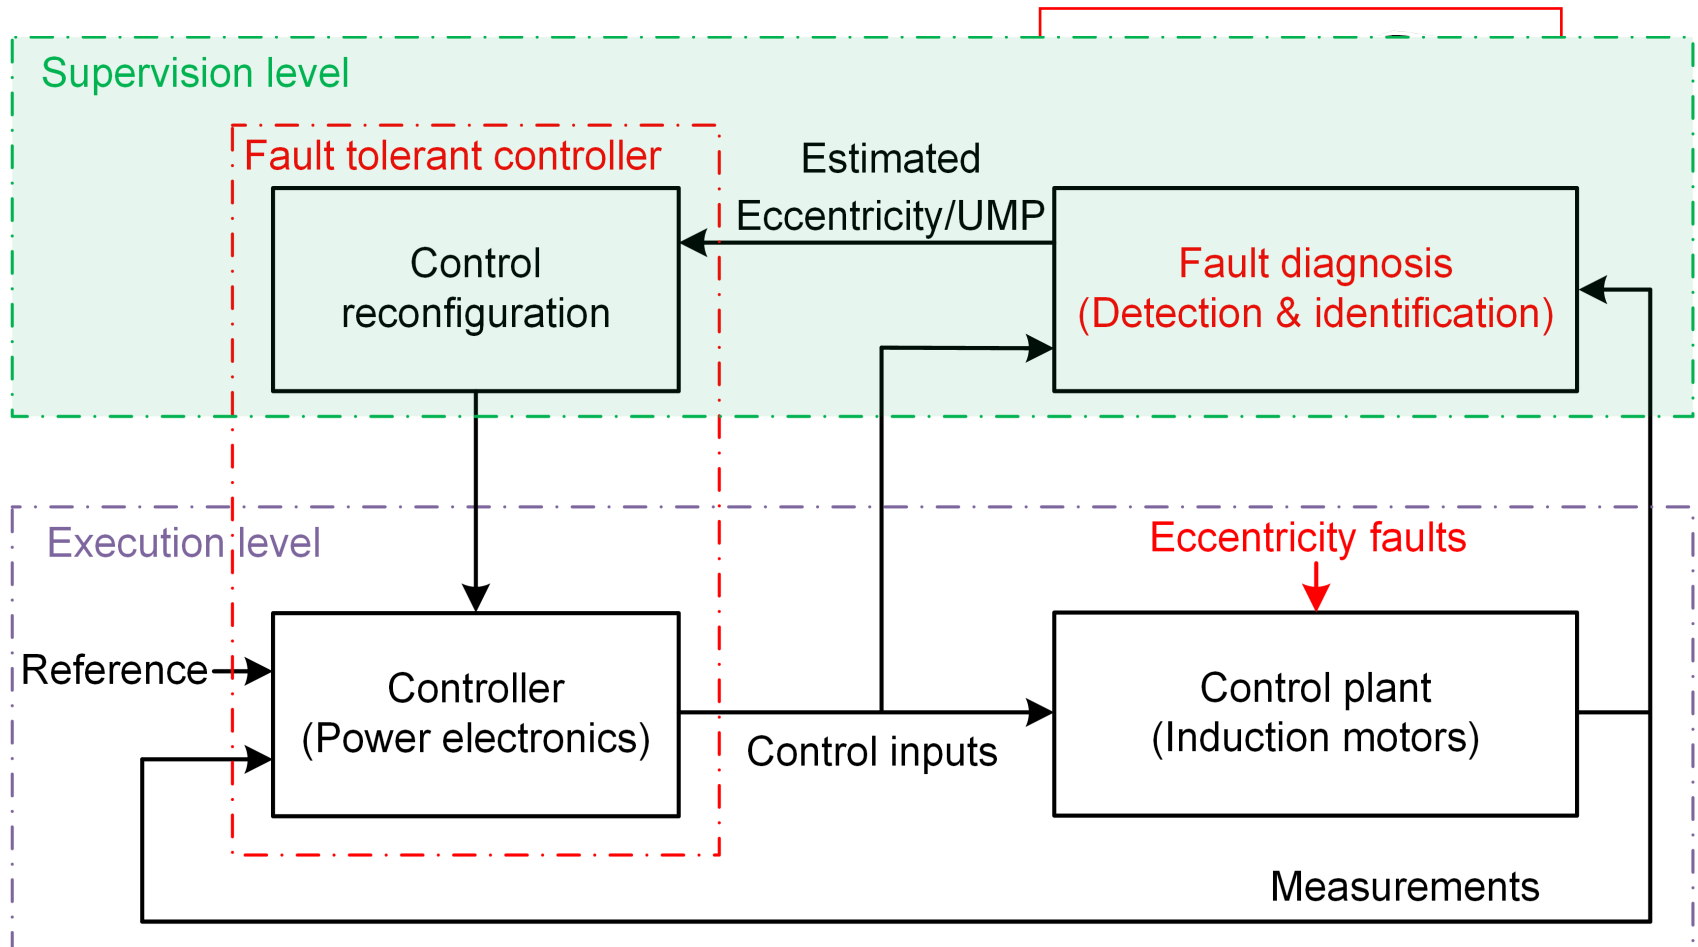 Supervision level
Fault tolerant controller
Estimated
Eccentricity/UMP
Control
reconfiguration
Fault diagnosis
(Detection & identification)
Execution level
Eccentricity faults
Reference
Controller
(Power electronics)
Control inputs
Control plant
(Induction motors)
Measurements